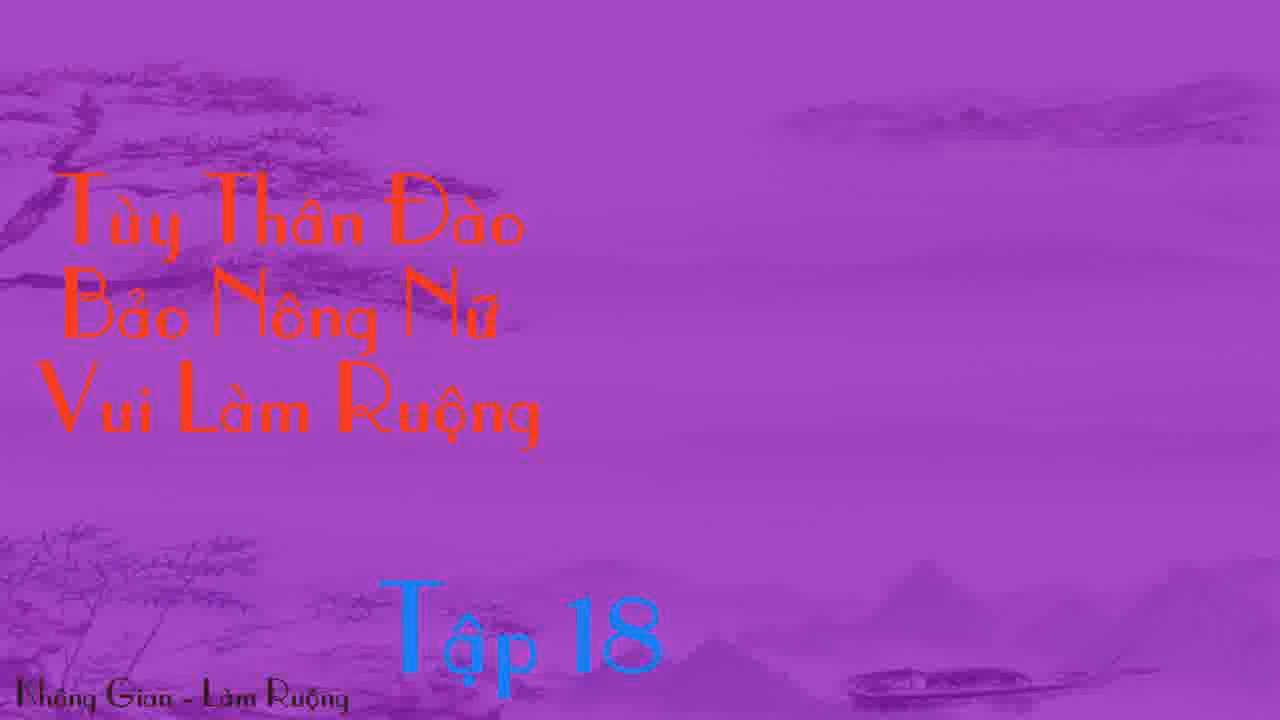 Tùy Thân Đào
Bảo Nông Nữ
Vui Làm Ruộng
Tập 18
Không Gian - Làm Ruộng